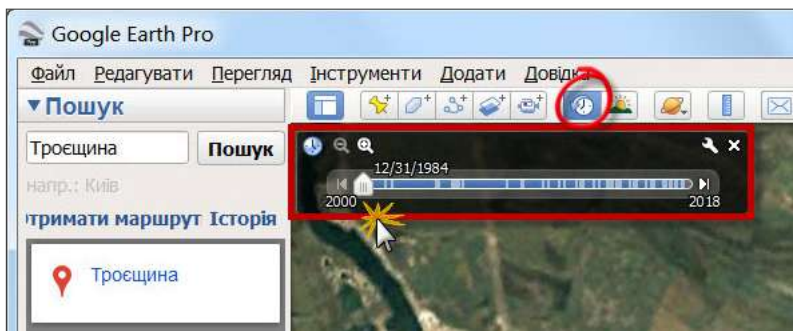 Google Earth Pro
Файл Редагувати Перегляд Інструменти Додати Довідка
Пошук
Троєщина Пошук
напр.: Київ
тримати маршрут Історія
Троєщина
12/31/1984
2000 2018